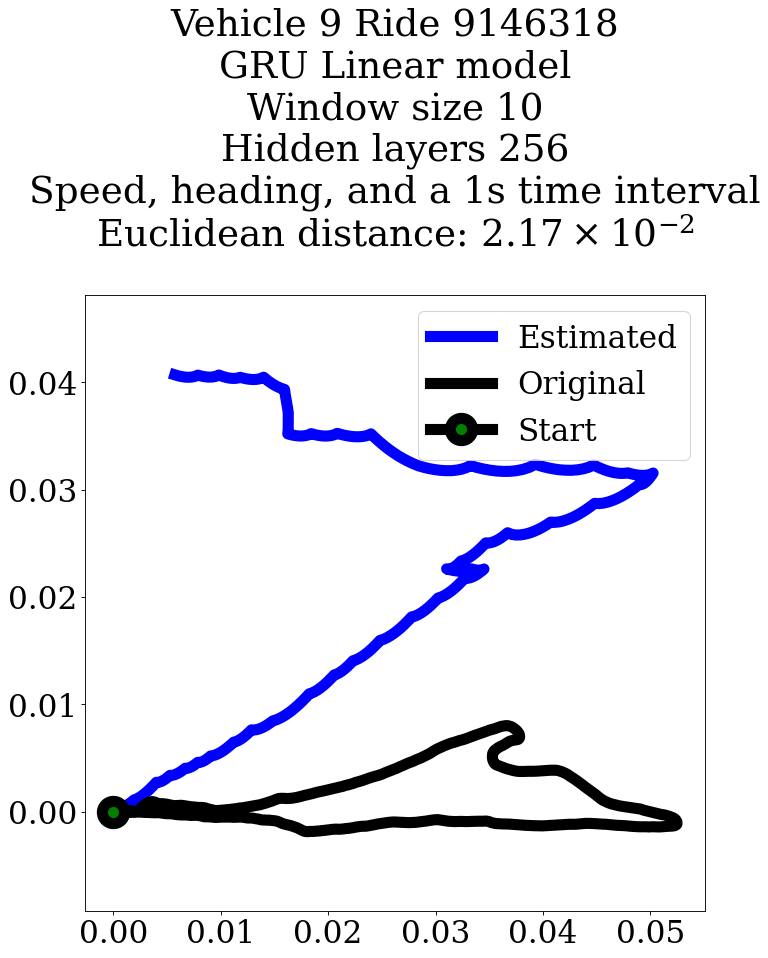 Vehicle 9 Ride 9146318
GRU Linear model
Window size 10
Hidden layers 256
Speed, heading, and a 1s time interval
Euclidean distance: 2.17 × 10⁻²
Estimated
Original
Start
0.04
0.03
0.02
0.01
0.00
0.00 0.01 0.02 0.03 0.04 0.05